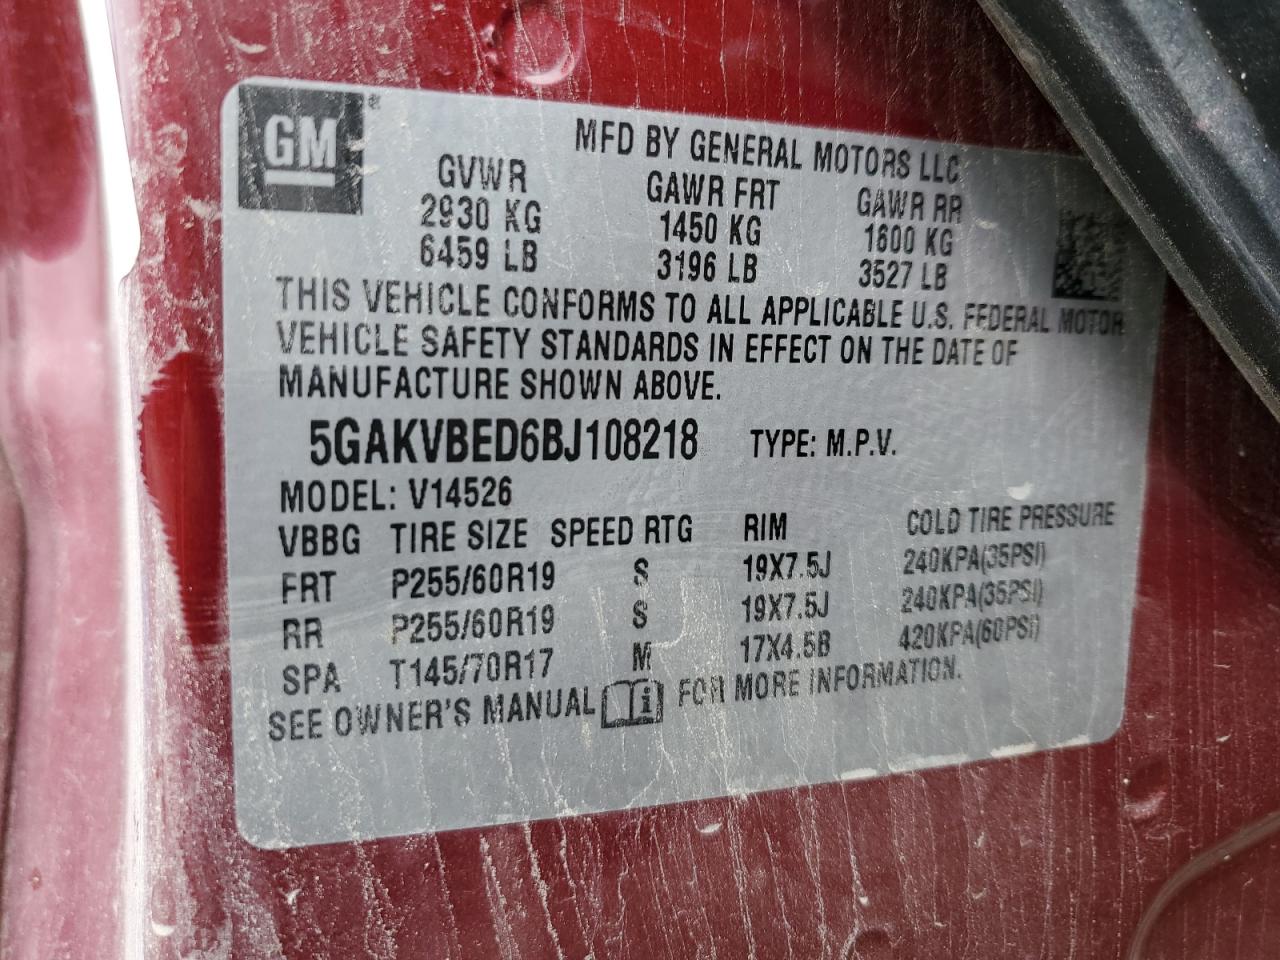 GM®
MFD BY GENERAL MOTORS LLC
GVWR GAWR FRT GAWR RR
2930 KG 1450 KG 1600 KG
6459 LB 3196 LB 3527 LB
THIS VEHICLE CONFORMS TO ALL APPLICABLE U.S. FEDERAL MOTOR
VEHICLE SAFETY STANDARDS IN EFFECT ON THE DATE OF
MANUFACTURE SHOWN ABOVE.
5GAKVBED6BJ108218 TYPE: M.P.V.
MODEL: V14526
VBBG TIRE SIZE SPEED RTG RIM COLD TIRE PRESSURE
FRT P255/60R19 S 19X7.5J 240KPA(35PSI)
RR P255/60R19 S 19X7.5J 240KPA(35PSI)
SPA T145/70R17 M 17X4.5B 420KPA(60PSI)
SEE OWNER'S MANUAL i FOR MORE INFORMATION.